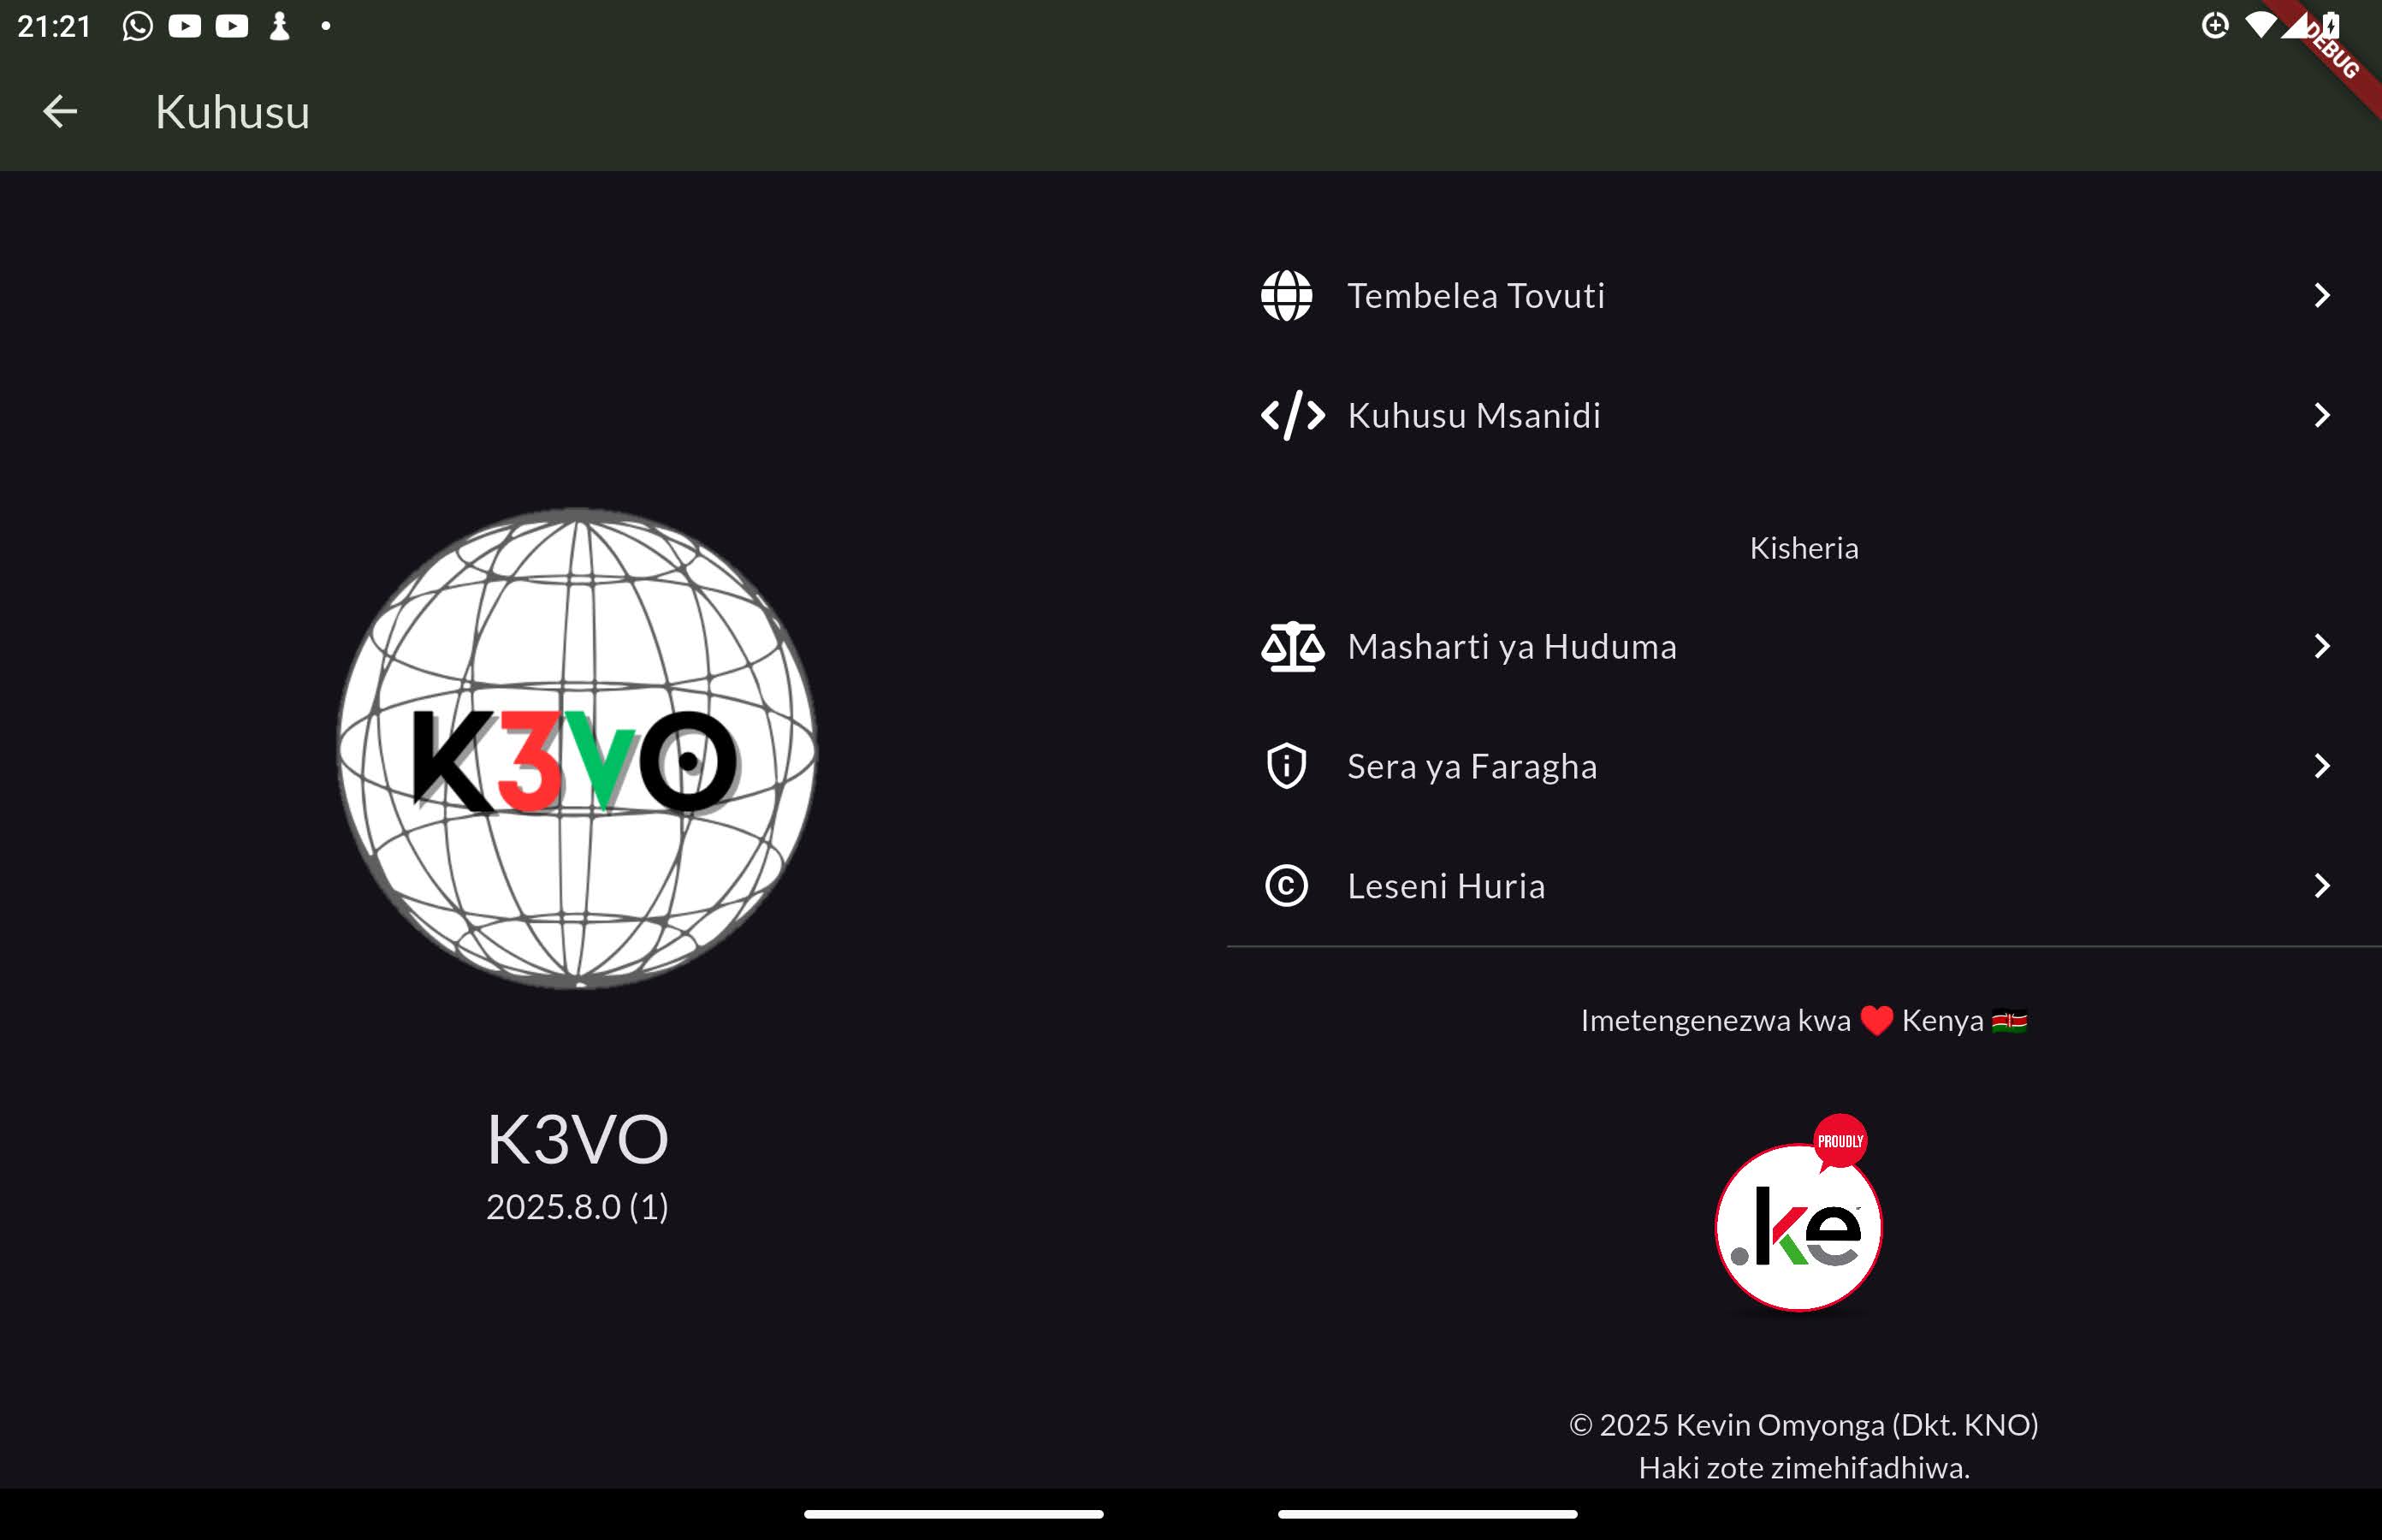 21:21
DEBUG
Kuhusu
K3VO
K3VO
2025.8.0 (1)
Tembelea Tovuti
Kuhusu Msanidi
Kisheria
Masharti ya Huduma
Sera ya Faragha
Leseni Huria
Imetengenezwa kwa ❤️ Kenya 🇰🇪
PROUDLY
.ke
© 2025 Kevin Omyonga (Dkt. KNO)
Haki zote zimehifadhiwa.